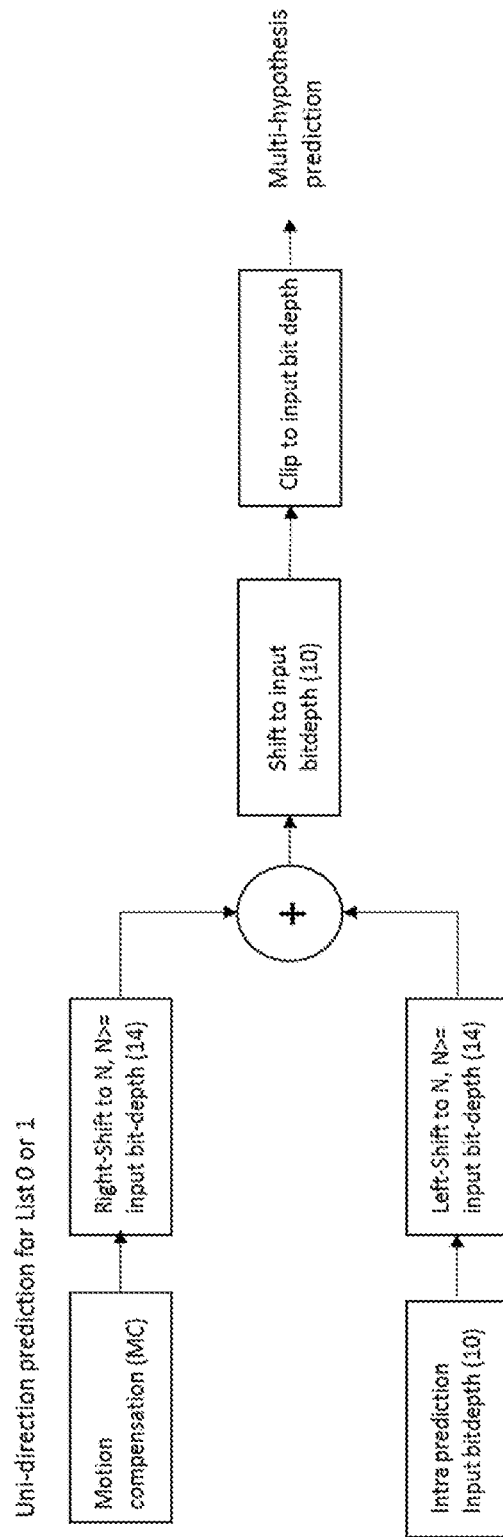 Uni-direction prediction for List 0 or 1
Motion
compensation (MC)
Right-Shift to N, N>=
input bit-depth (14)
Intra prediction
Input bitdepth (10)
Left-Shift to N, N>=
input bit-depth (14)
+
Shift to input
bitdepth (10)
Clip to input bit depth
Multi-hypothesis
prediction